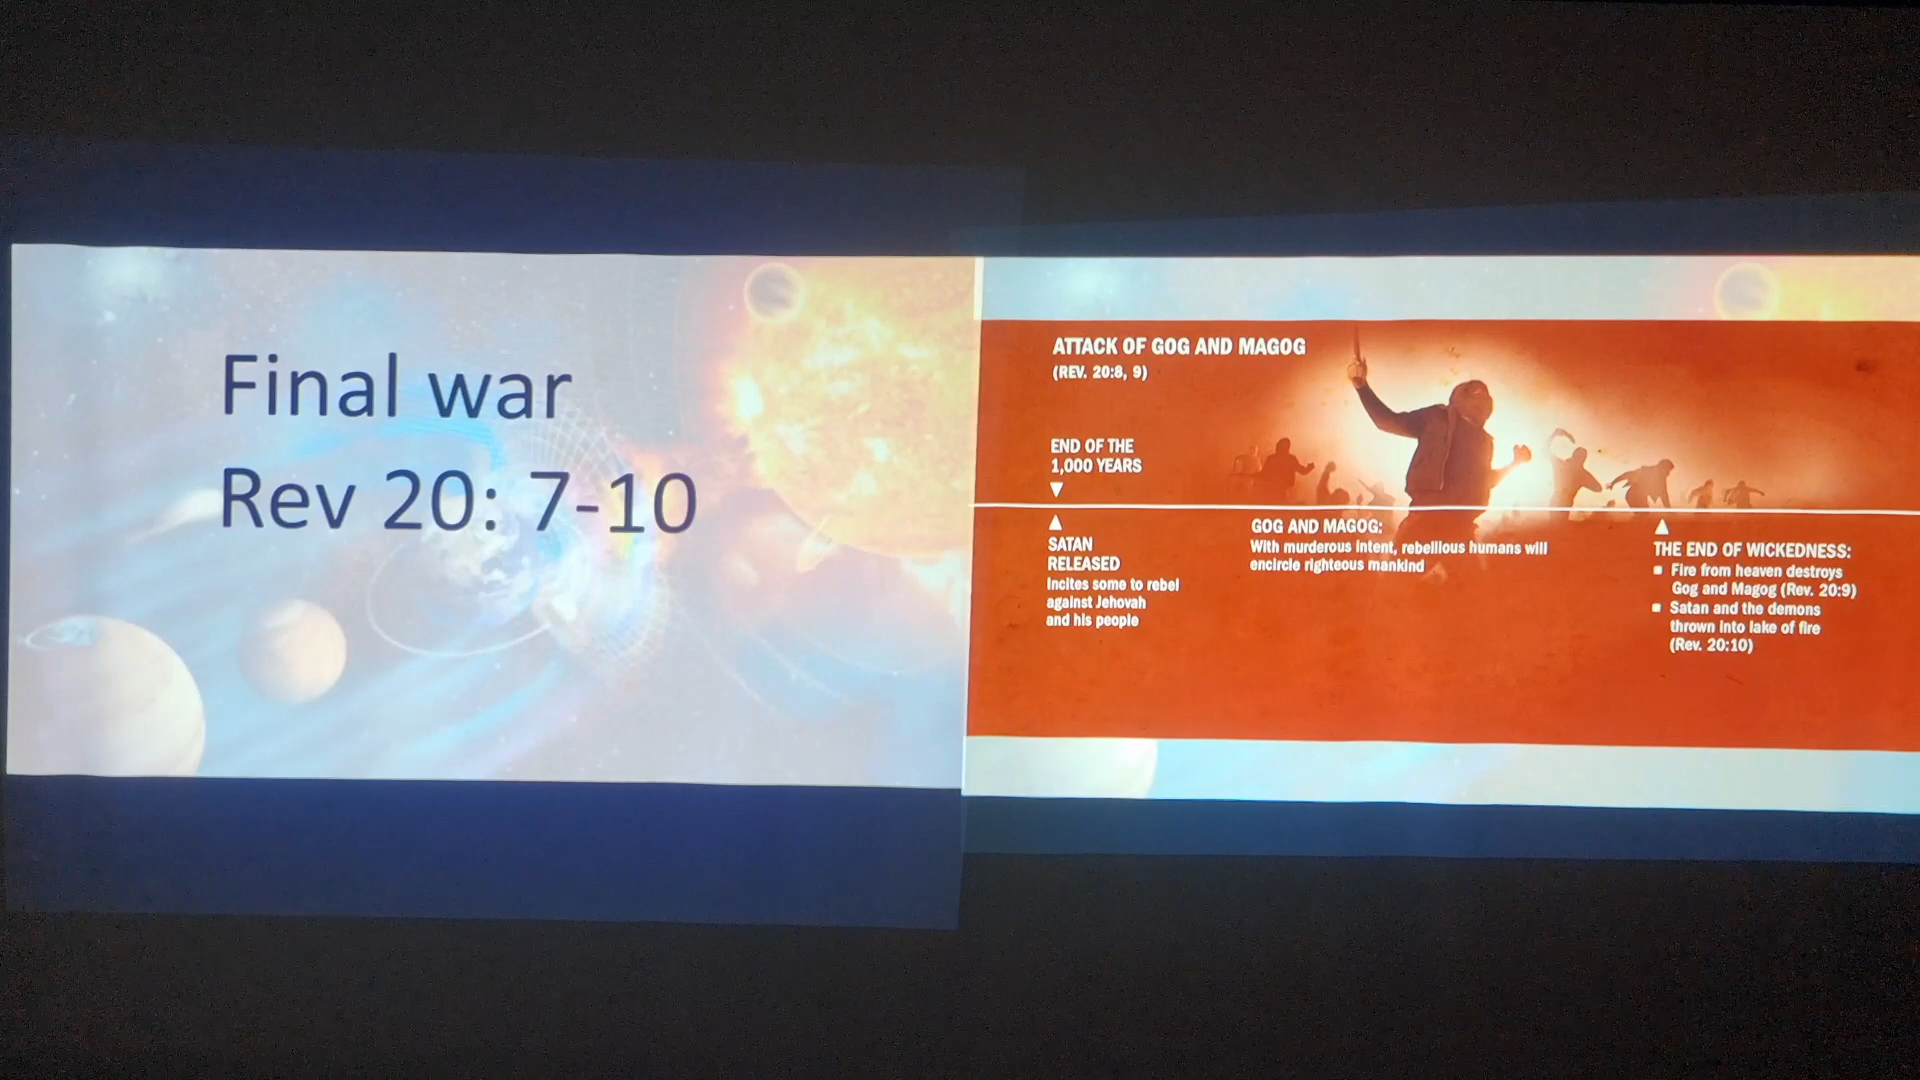 Final war
Rev 20: 7-10
ATTACK OF GOG AND MAGOG
(REV. 20:8, 9)
END OF THE
1,000 YEARS
SATAN
RELEASED
Incites some to rebel
against Jehovah
and his people
GOG AND MAGOG:
With murderous intent, rebellious humans will
encircle righteous mankind
THE END OF WICKEDNESS:
Fire from heaven destroys
Gog and Magog (Rev. 20:9)
Satan and the demons
thrown into lake of fire
(Rev. 20:10)